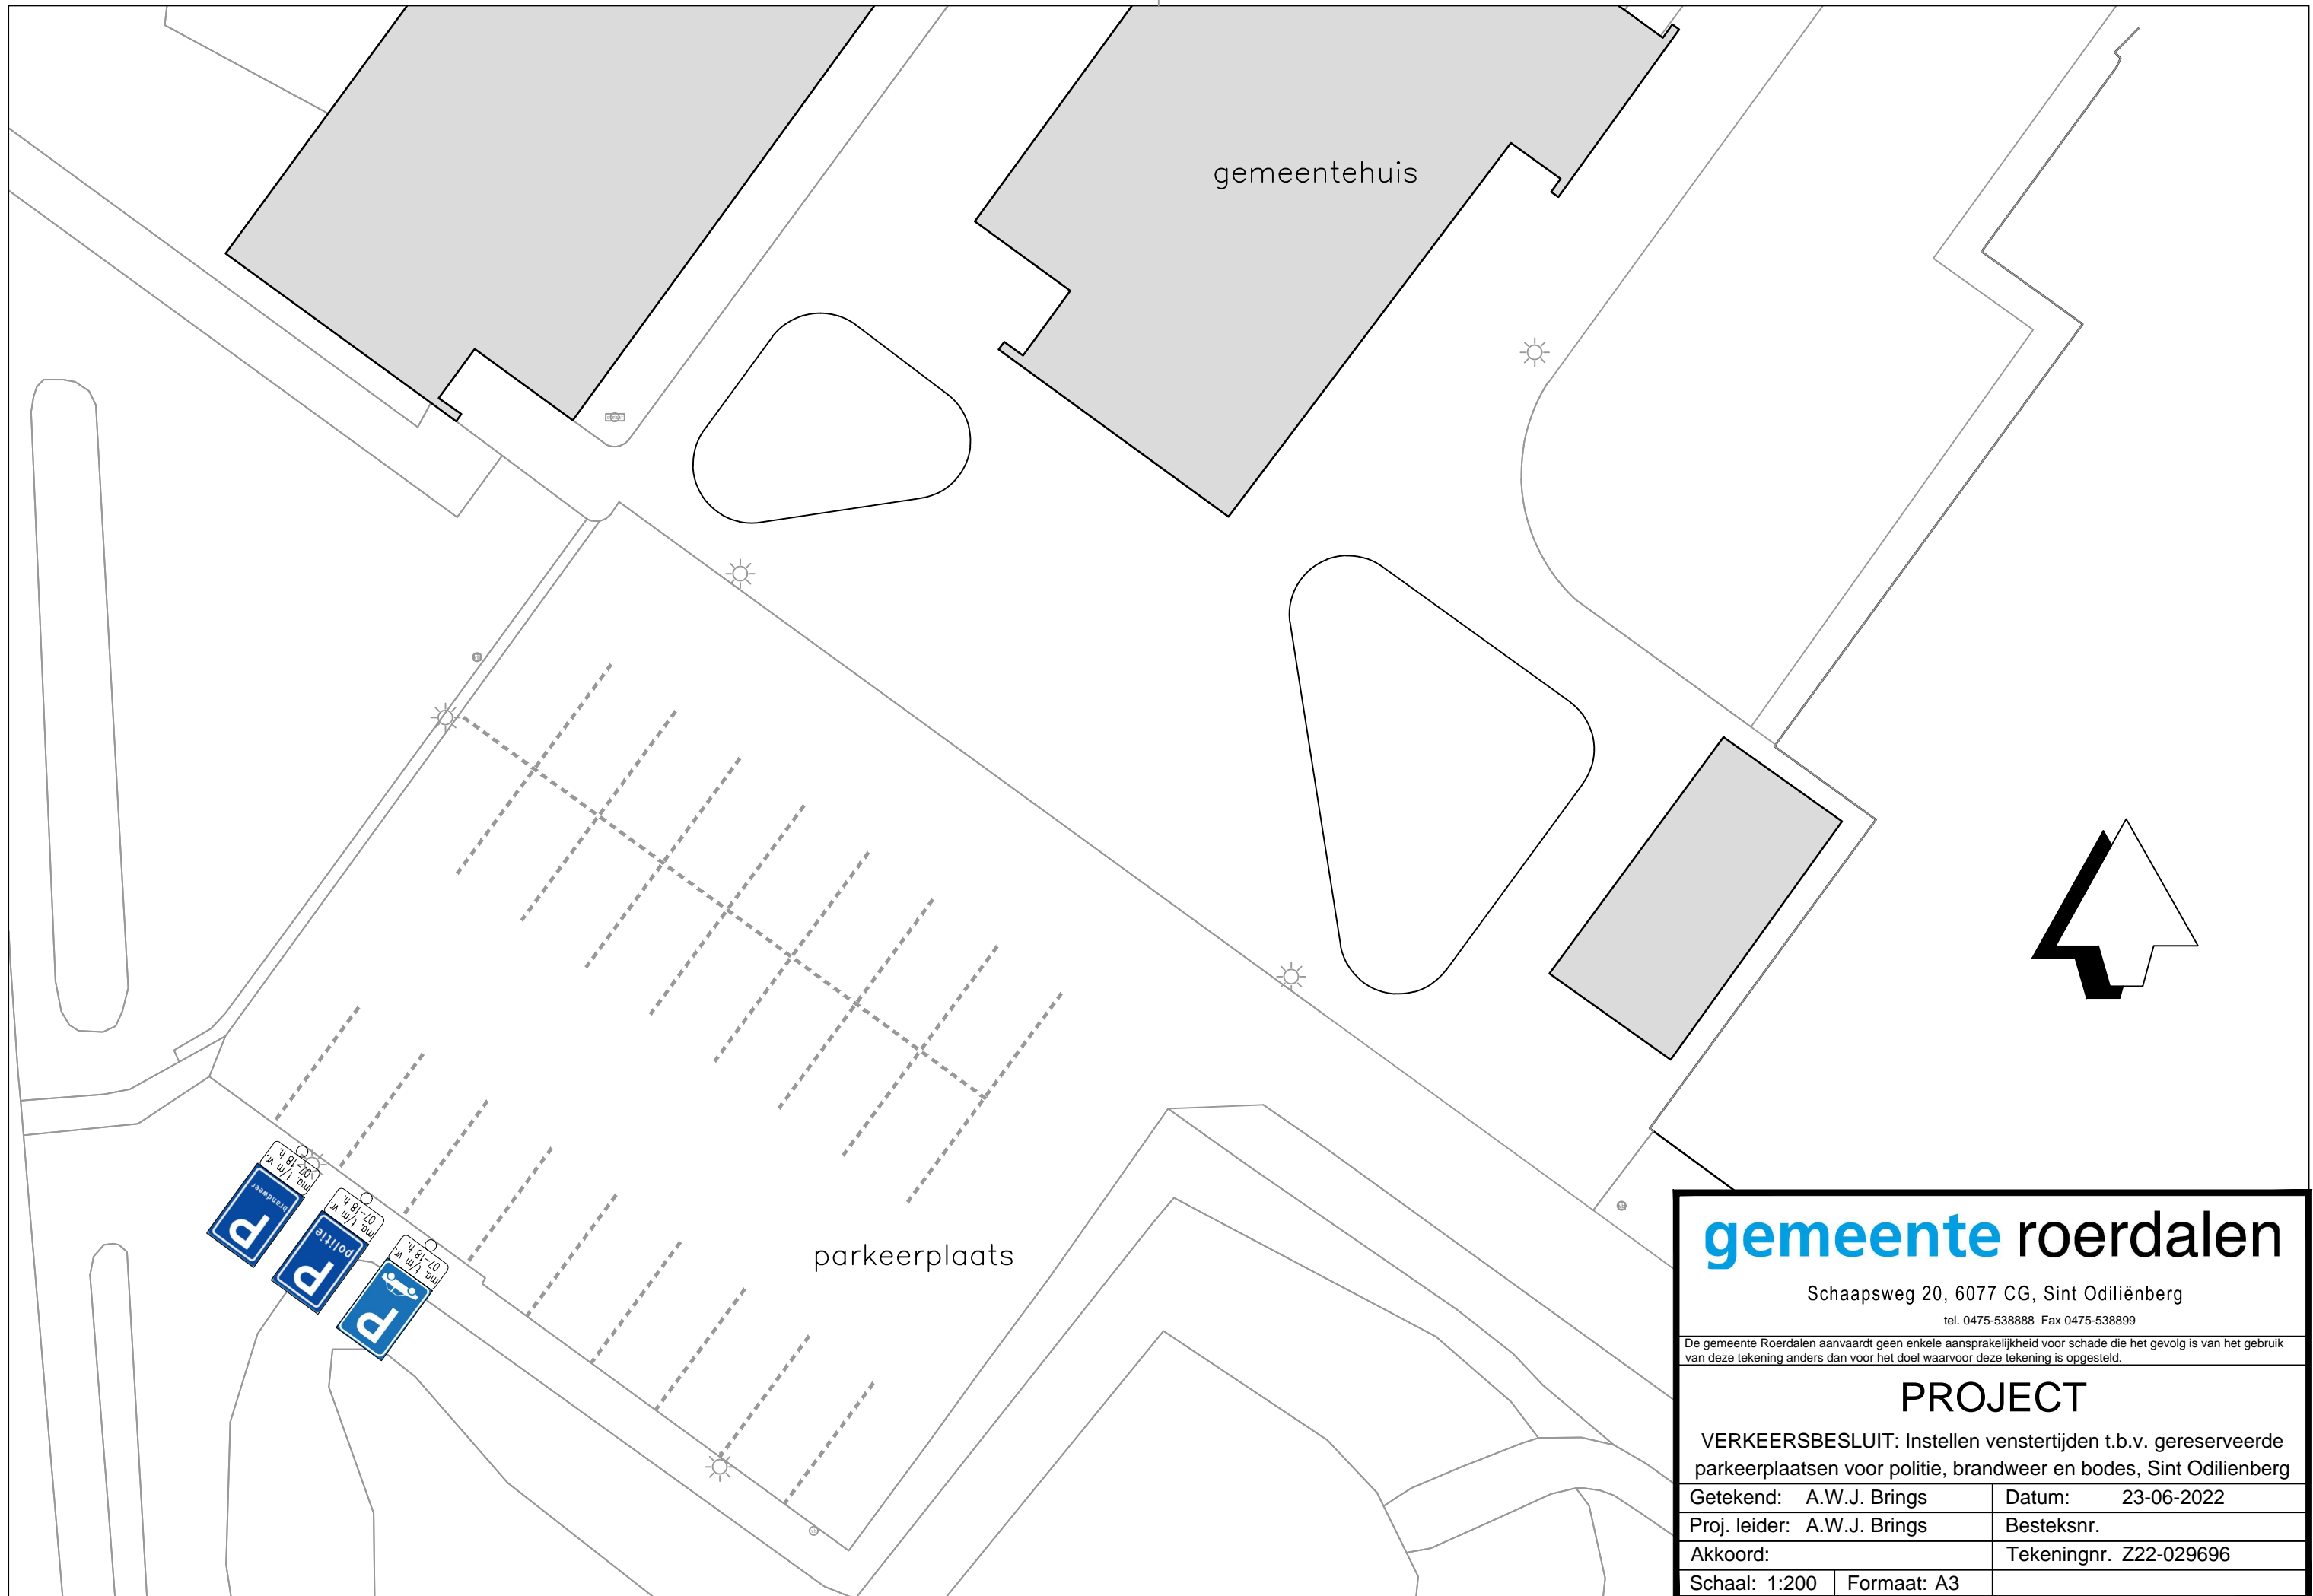 gemeentehuis
ma. t/m vr.
07-18 h.
P
brandweer
ma. t/m vr.
07-18 h.
P
politie
ma. t/m vr.
07-18 h.
P
parkeerplaats
gemeente roerdalen
Schaapsweg 20, 6077 CG, Sint Odiliënberg
tel. 0475-538888 Fax 0475-538899
De gemeente Roerdalen aanvaardt geen enkele aansprakelijkheid voor schade die het gevolg is van het gebruik
van deze tekening anders dan voor het doel waarvoor deze tekening is opgesteld.
PROJECT
VERKEERSBESLUIT: Instellen venstertijden t.b.v. gereserveerde
parkeerplaatsen voor politie, brandweer en bodes, Sint Odilienberg
Getekend: A.W.J. Brings Datum: 23-06-2022
Proj. leider: A.W.J. Brings Besteksnr.
Akkoord: Tekeningnr. Z22-029696
Schaal: 1:200 Formaat: A3